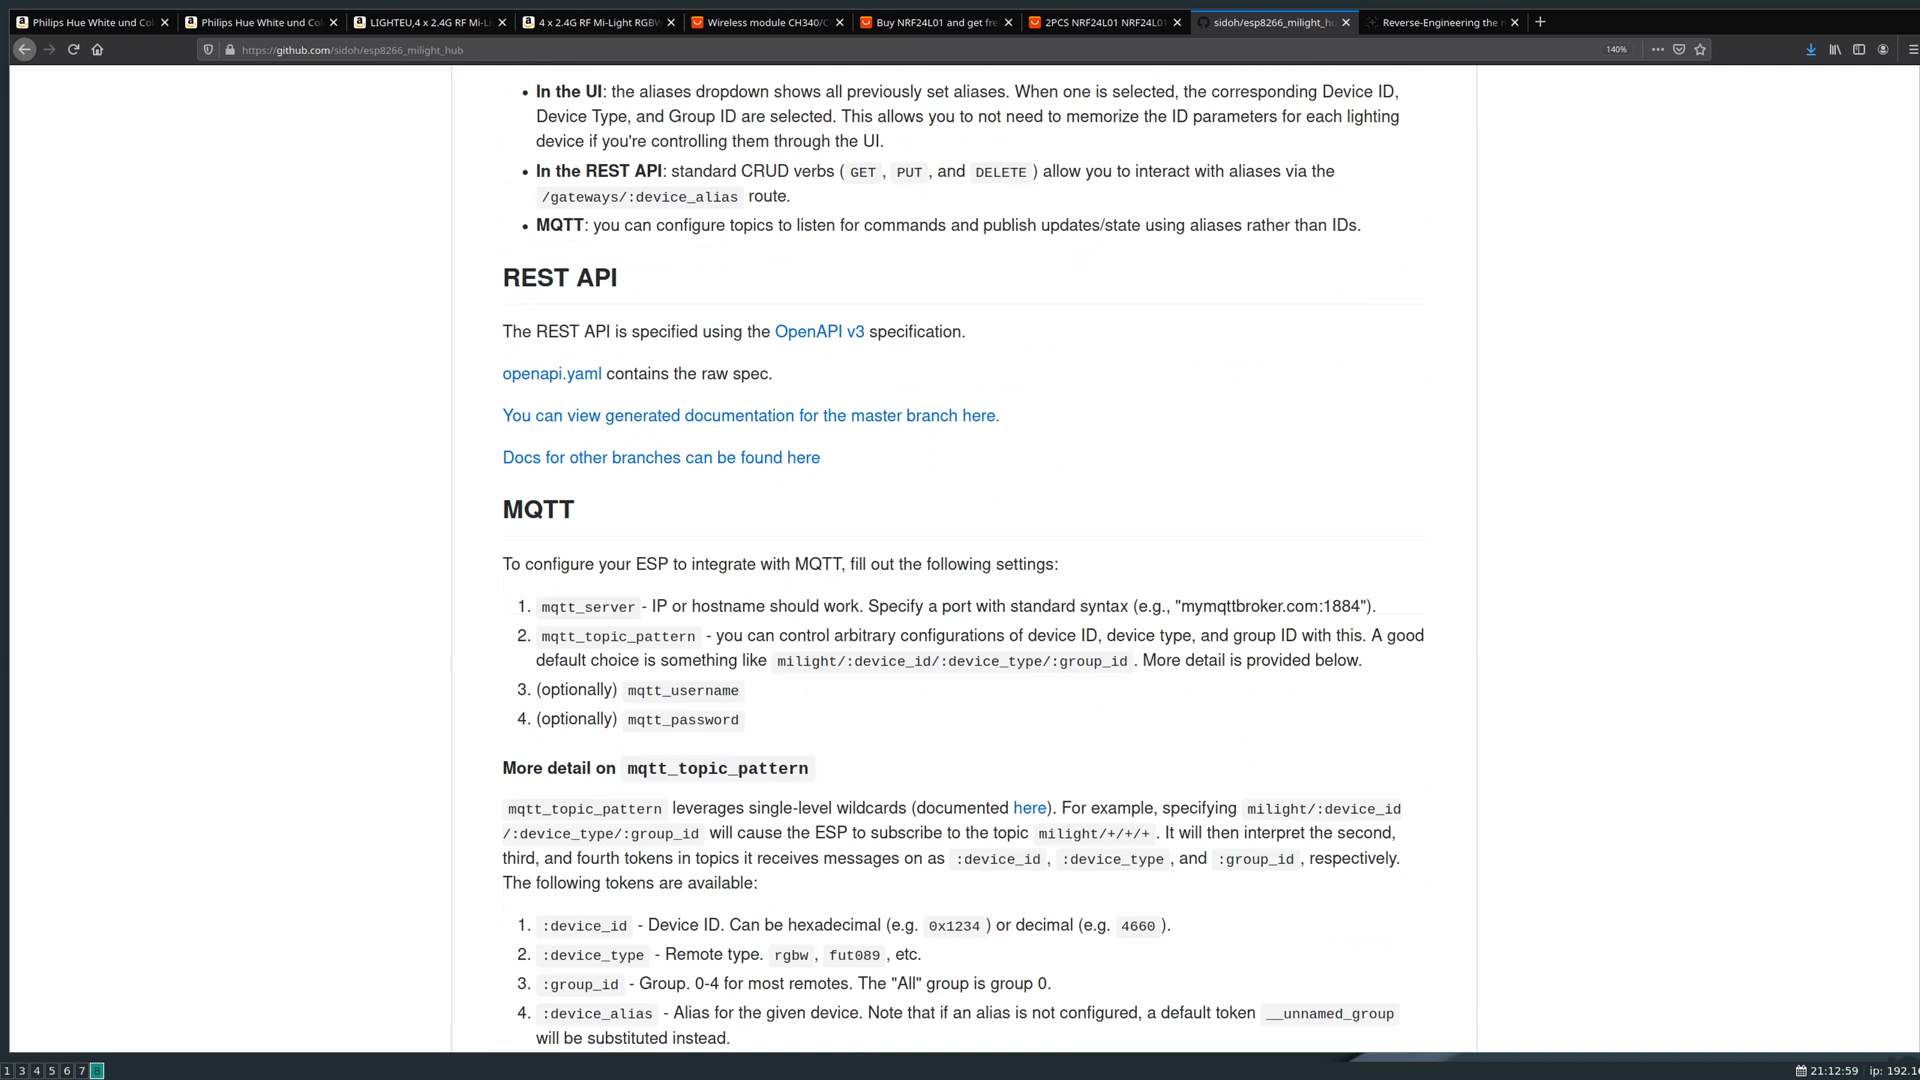 Philips Hue White und Col
Philips Hue White und Col
LIGHTEU,4 x 2.4G RF Mi-Li
4 x 2.4G RF Mi-Light RGBW
Wireless module CH340/C
Buy NRF24L01 and get fre
2PCS NRF24L01 NRF24L01
sidoh/esp8266_milight_hu
Reverse-Engineering the n
https://github.com/sidoh/esp8266_milight_hub
140%
• In the UI: the aliases dropdown shows all previously set aliases. When one is selected, the corresponding Device ID,
Device Type, and Group ID are selected. This allows you to not need to memorize the ID parameters for each lighting
device if you're controlling them through the UI.
• In the REST API: standard CRUD verbs ( GET , PUT , and DELETE ) allow you to interact with aliases via the
/gateways/:device_alias route.
• MQTT: you can configure topics to listen for commands and publish updates/state using aliases rather than IDs.
REST API
The REST API is specified using the OpenAPI v3 specification.
openapi.yaml contains the raw spec.
You can view generated documentation for the master branch here.
Docs for other branches can be found here
MQTT
To configure your ESP to integrate with MQTT, fill out the following settings:
1. mqtt_server - IP or hostname should work. Specify a port with standard syntax (e.g., "mymqttbroker.com:1884").
2. mqtt_topic_pattern - you can control arbitrary configurations of device ID, device type, and group ID with this. A good
default choice is something like milight/:device_id/:device_type/:group_id . More detail is provided below.
3. (optionally) mqtt_username
4. (optionally) mqtt_password
More detail on mqtt_topic_pattern
mqtt_topic_pattern leverages single-level wildcards (documented here). For example, specifying milight/:device_id
/:device_type/:group_id will cause the ESP to subscribe to the topic milight/+/+/+ . It will then interpret the second,
third, and fourth tokens in topics it receives messages on as :device_id , :device_type , and :group_id , respectively.
The following tokens are available:
1. :device_id - Device ID. Can be hexadecimal (e.g. 0x1234 ) or decimal (e.g. 4660 ).
2. :device_type - Remote type. rgbw , fut089 , etc.
3. :group_id - Group. 0-4 for most remotes. The "All" group is group 0.
4. :device_alias - Alias for the given device. Note that if an alias is not configured, a default token __unnamed_group
will be substituted instead.
1 3 4 5 6 7 8
21:12:59
ip: 192.16